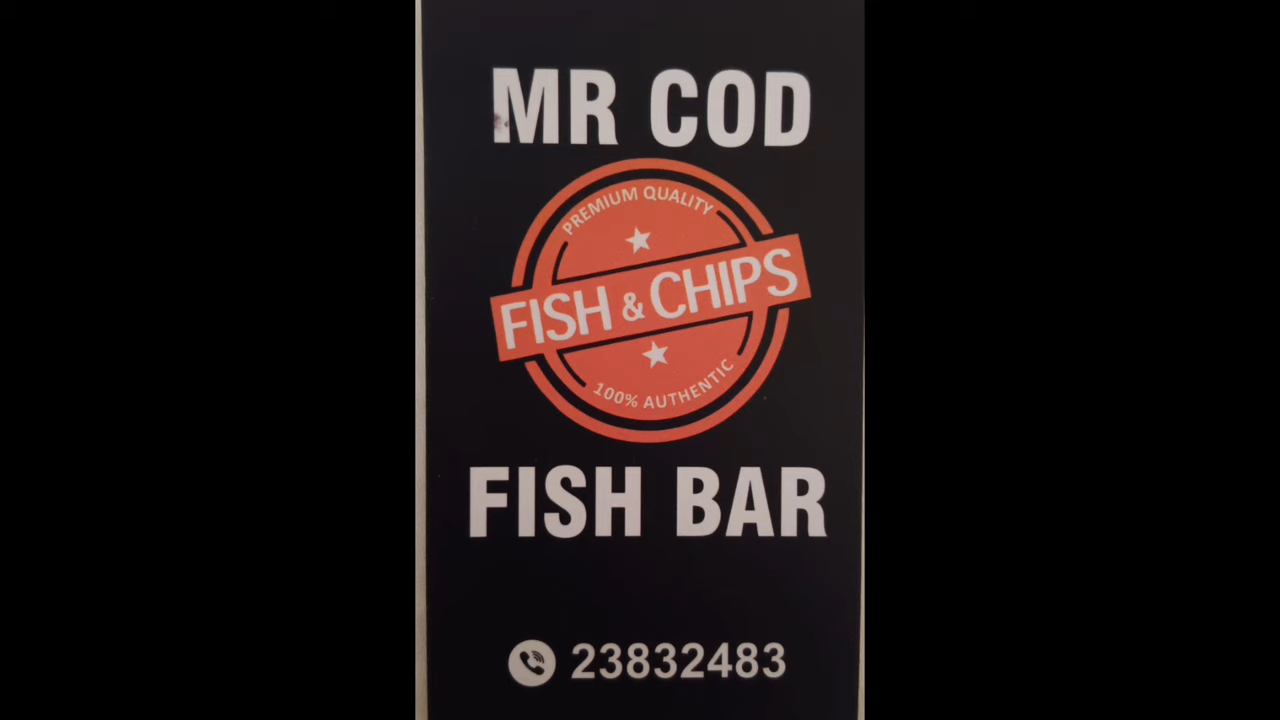 MR COD
PREMIUM QUALITY
FISH & CHIPS
100% AUTHENTIC
FISH BAR
23832483